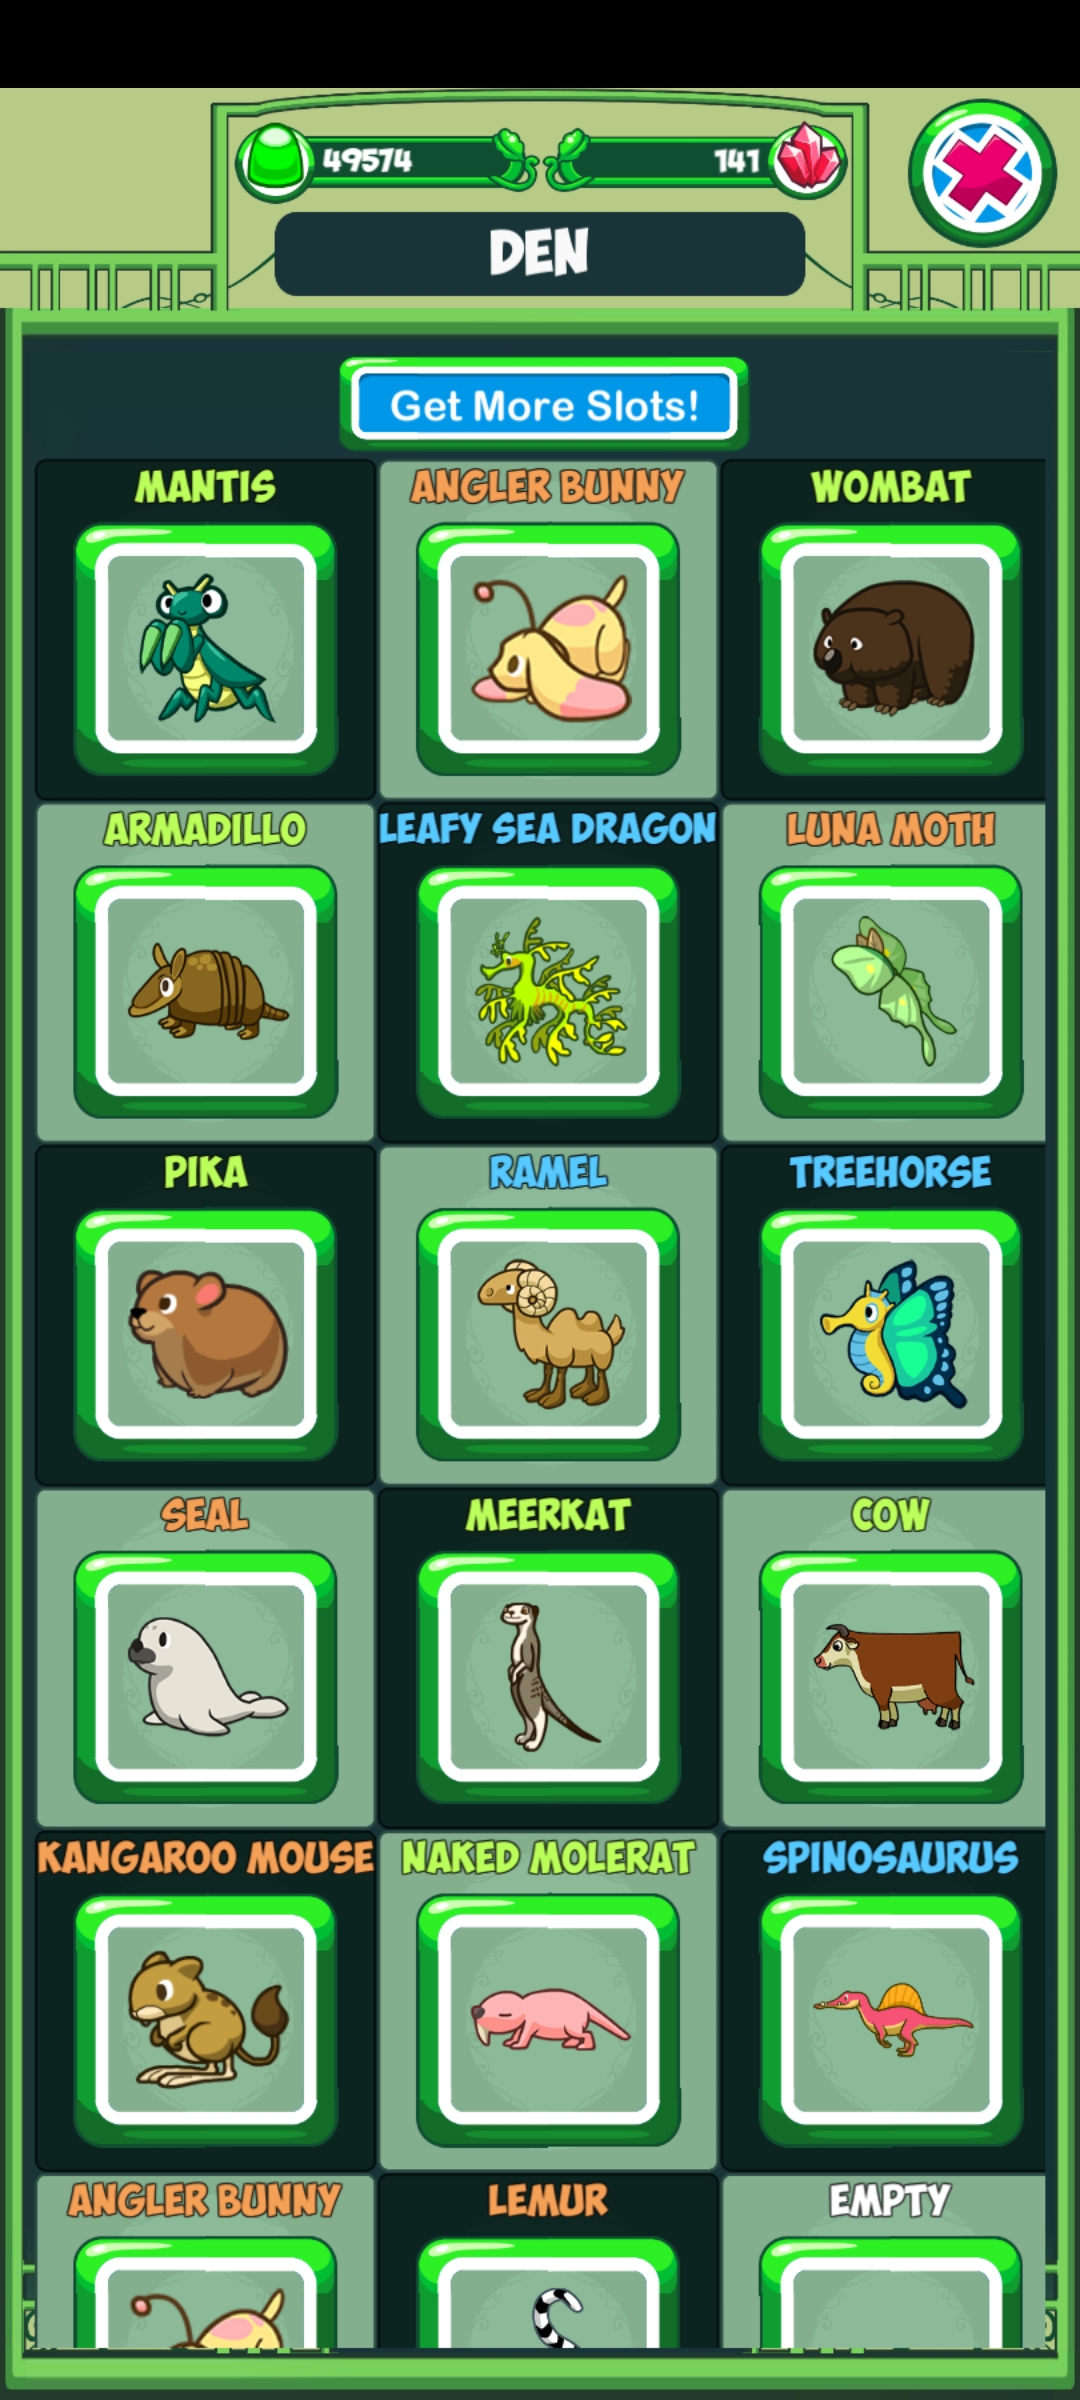 49574
141
DEN
Get More Slots!
MANTIS
ANGLER BUNNY
WOMBAT
ARMADILLO
LEAFY SEA DRAGON
LUNA MOTH
PIKA
RAMEL
TREEHORSE
SEAL
MEERKAT
COW
KANGAROO MOUSE
NAKED MOLERAT
SPINOSAURUS
ANGLER BUNNY
LEMUR
EMPTY